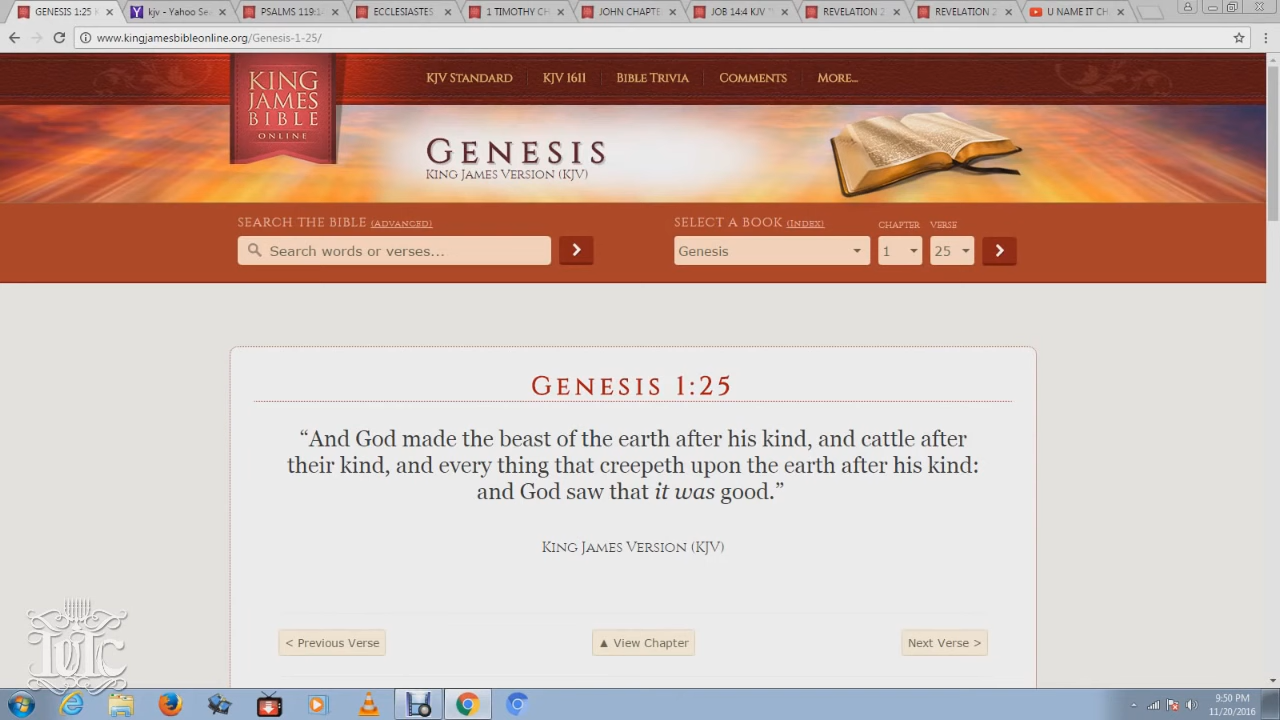 GENESIS 1:25 K
kjv - Yahoo Sea
PSALMS 119:1
ECCLESIASTES
1 TIMOTHY CH
JOHN CHAPTE
JOB 14:4 KJV "
REVELATION 2
REVELATION 2
U NAME IT CH
www.kingjamesbibleonline.org/Genesis-1-25/
KING
JAMES
BIBLE
ONLINE
KJV STANDARD
KJV 1611
BIBLE TRIVIA
COMMENTS
MORE...
GENESIS
KING JAMES VERSION (KJV)
SEARCH THE BIBLE (ADVANCED)
SELECT A BOOK (INDEX)
CHAPTER
VERSE
Search words or verses...
Genesis
1
25
GENESIS 1:25
“And God made the beast of the earth after his kind, and cattle after
their kind, and every thing that creepeth upon the earth after his kind:
and God saw that it was good.”
KING JAMES VERSION (KJV)
< Previous Verse
▲ View Chapter
Next Verse >
IUIC
9:50 PM
11/20/2016